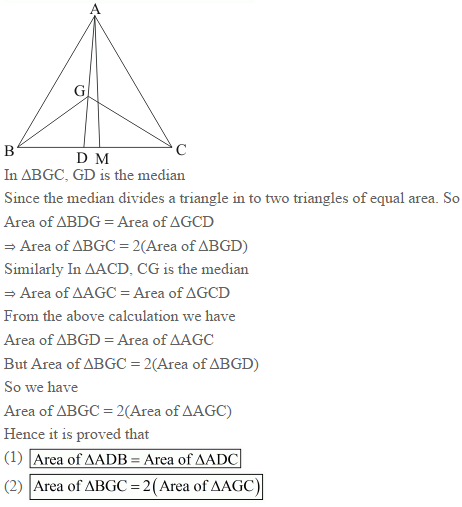 A
G
B
C
D M
In ΔBGC, GD is the median
Since the median divides a triangle in to two triangles of equal area. So
Area of ΔBDG = Area of ΔGCD
⇒ Area of ΔBGC = 2(Area of ΔBGD)
Similarly In ΔACD, CG is the median
⇒ Area of ΔAGC = Area of ΔGCD
From the above calculation we have
Area of ΔBGD = Area of ΔAGC
But Area of ΔBGC = 2(Area of ΔBGD)
So we have
Area of ΔBGC = 2(Area of ΔAGC)
Hence it is proved that
(1) Area of ΔADB = Area of ΔADC
(2) Area of ΔBGC = 2(Area of ΔAGC)